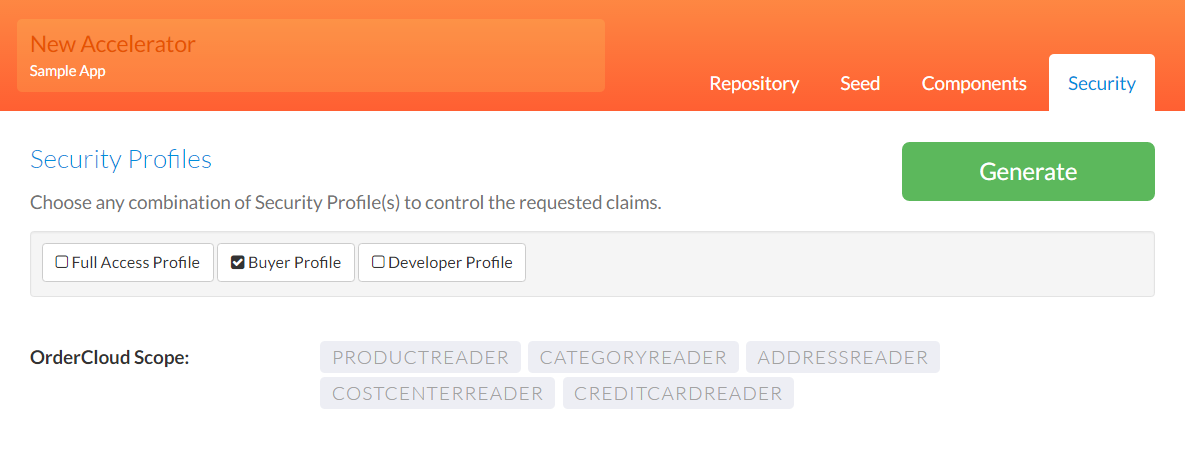 New Accelerator
Sample App
Repository Seed Components Security
Security Profiles
Generate
Choose any combination of Security Profile(s) to control the requested claims.
Full Access Profile Buyer Profile Developer Profile
OrderCloud Scope: PRODUCTREADER CATEGORYREADER ADDRESSREADER
COSTCENTERREADER CREDITCARDREADER